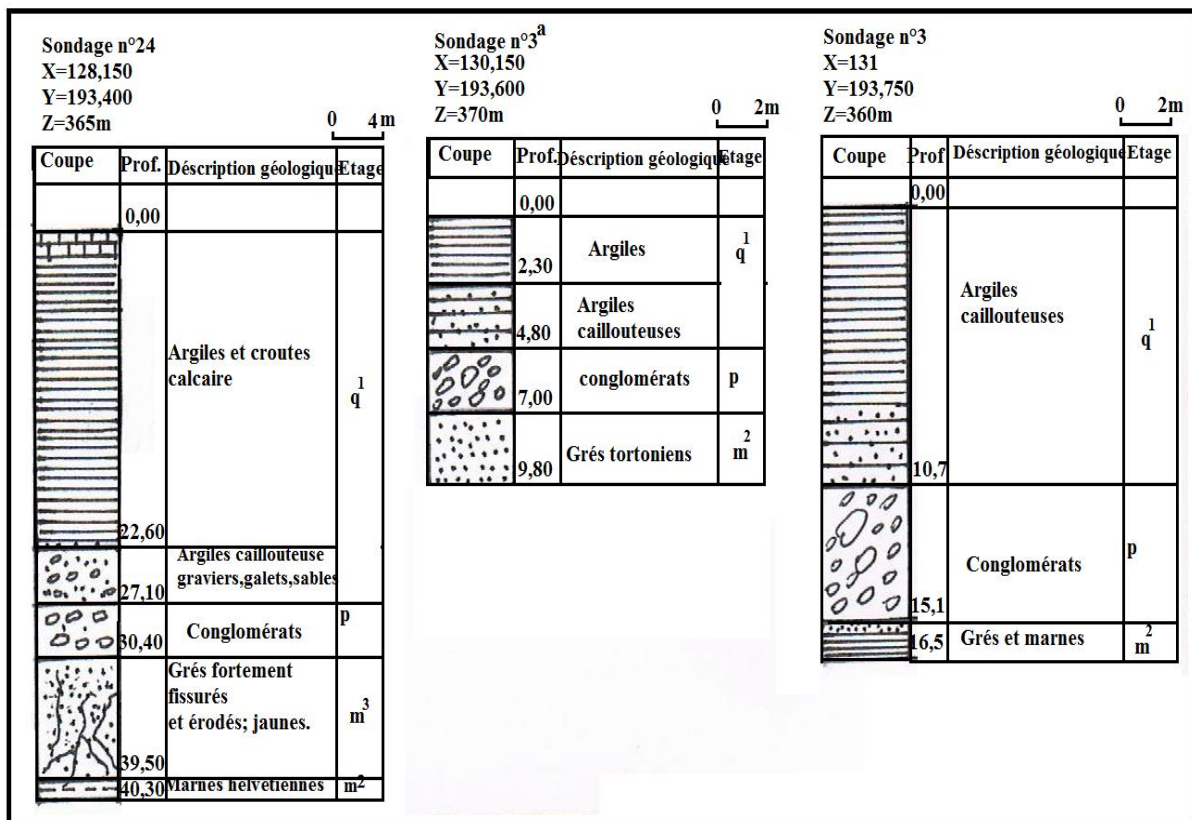 Sondage n°24
X=128,150
Y=193,400
Z=365m
0 4m
Coupe Prof. Déscription géologique Etage
0,00
Argiles et croutes
calcaire
q1
22,60
Argiles caillouteuse
graviers,galets,sables
27,10
Conglomérats
p
30,40
Grés fortement
fissurés
et érodés; jaunes.
m3
39,50
40,30 Marnes helvétiennes m2
Sondage n°3a
X=130,150
Y=193,600
Z=370m
0 2m
Coupe Prof. Déscription géologique Etage
0,00
Argiles
q1
2,30
Argiles
caillouteuses
4,80
conglomérats p
7,00
Grés tortoniens m2
9,80
Sondage n°3
X=131
Y=193,750
Z=360m
0 2m
Coupe Prof Déscription géologique Etage
0,00
Argiles
caillouteuses
q1
10,7
Conglomérats
p
15,1
16,5 Grés et marnes m2